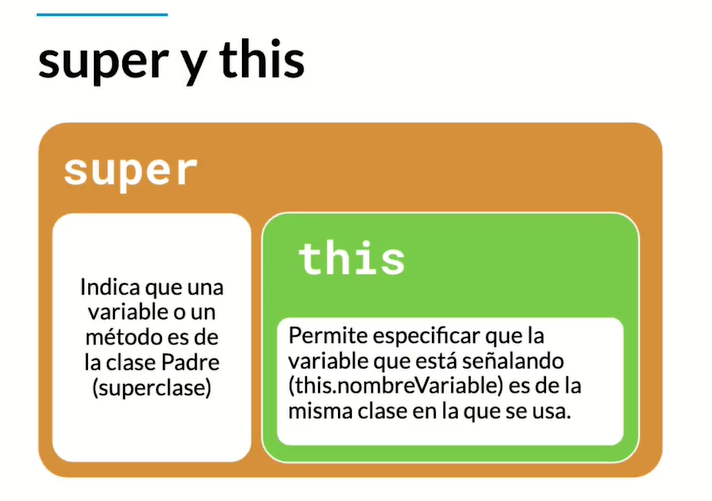 super y this
super
Indica que una
variable o un
método es de
la clase Padre
(superclase)
this
Permite especificar que la
variable que está señalando
(this.nombreVariable) es de la
misma clase en la que se usa.